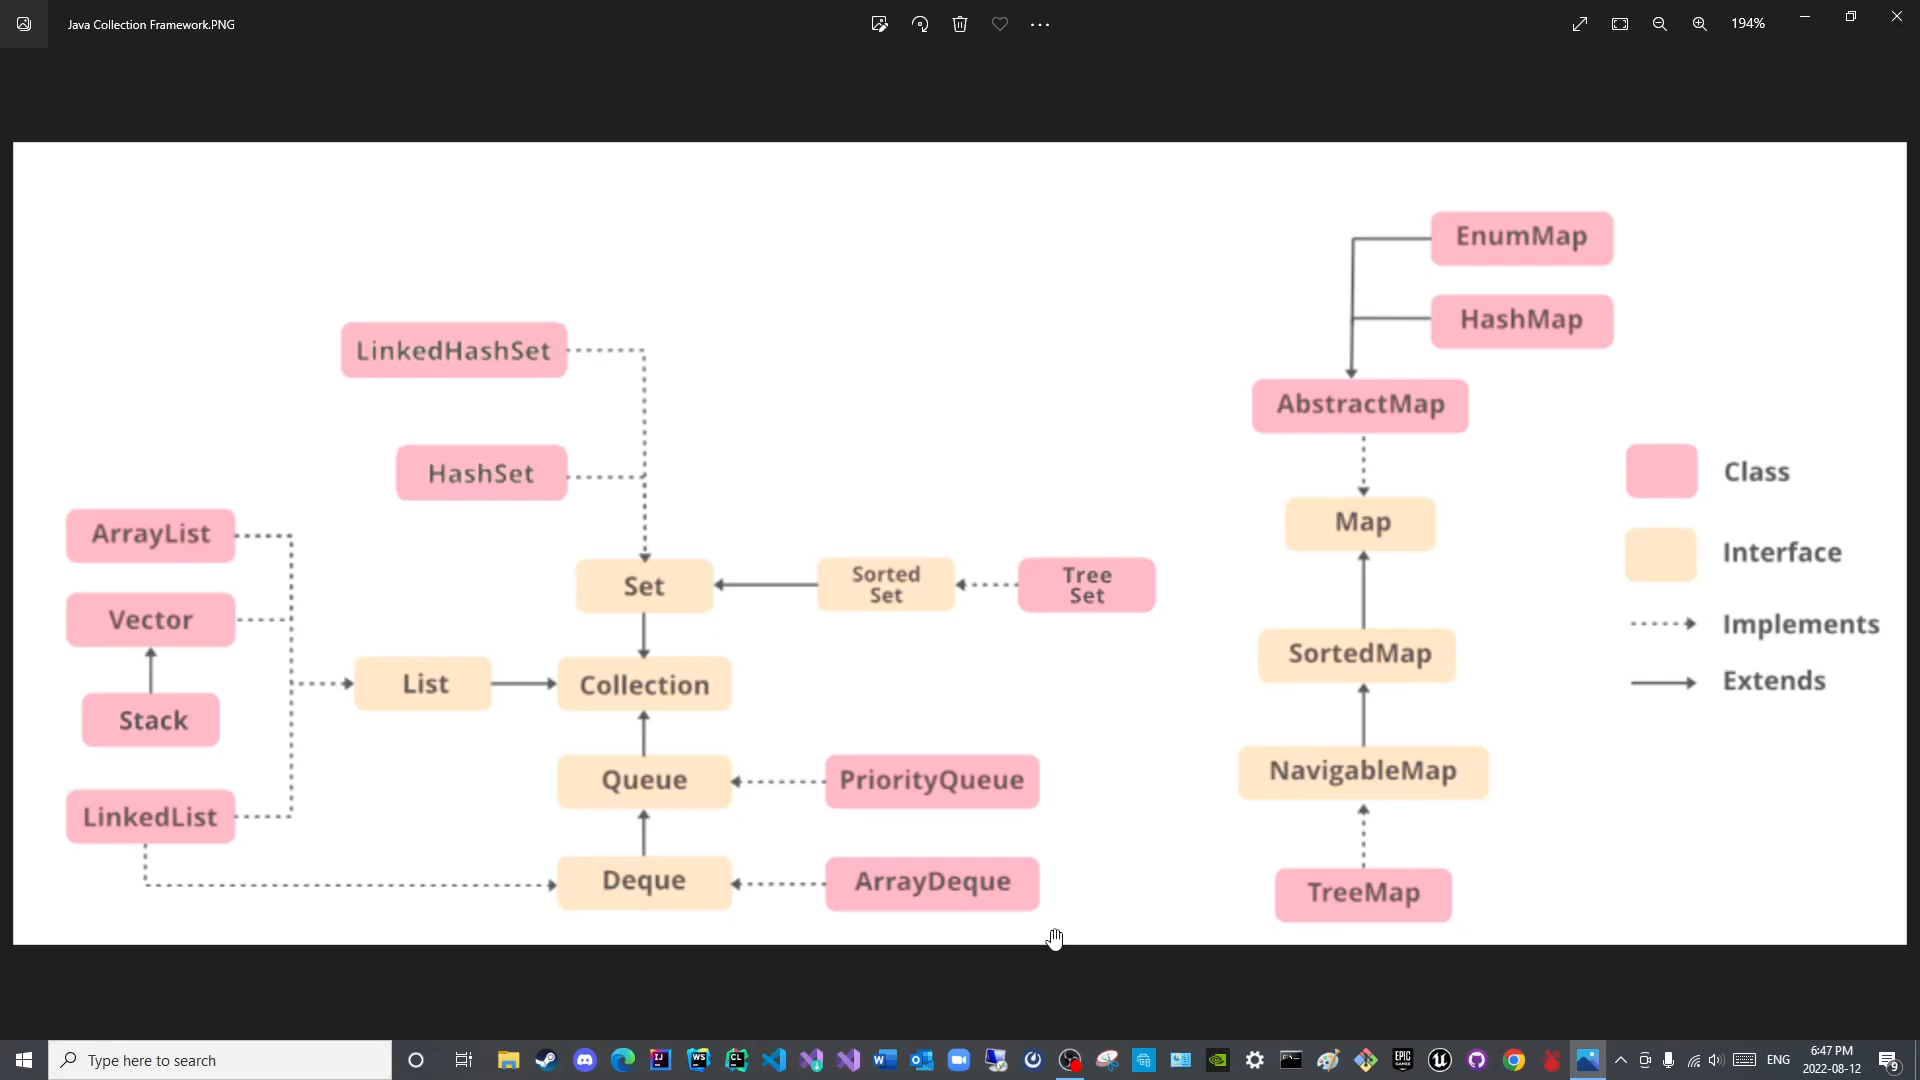 Java Collection Framework.PNG
194%
EnumMap
HashMap
LinkedHashSet
AbstractMap
HashSet
Class
ArrayList
Map
Interface
Set
Sorted
Set
Tree
Set
Vector
Implements
SortedMap
List
Collection
Extends
Stack
Queue
PriorityQueue
NavigableMap
LinkedList
Deque
ArrayDeque
TreeMap
Type here to search
ENG
6:47 PM
2022-08-12
9